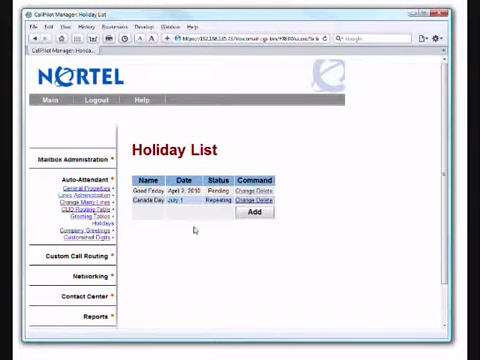 CallPilot Manager: Holiday List
File Edit View History Bookmarks Develop Window Help
CallPilot Manager: Holida...
NORTEL
Main Logout Help
Holiday List
Mailbox Administration
Auto-Attendant
General Properties
Lines Administration
Change Many Lines
CLID Routing Table
Greeting Tables
Holidays
Company Greetings
Customized Digits
Custom Call Routing
Networking
Contact Center
Reports
Name Date Status Command
Good Friday April 2, 2010 Pending Change Delete
Canada Day July 1 Repeating Change Delete
Add